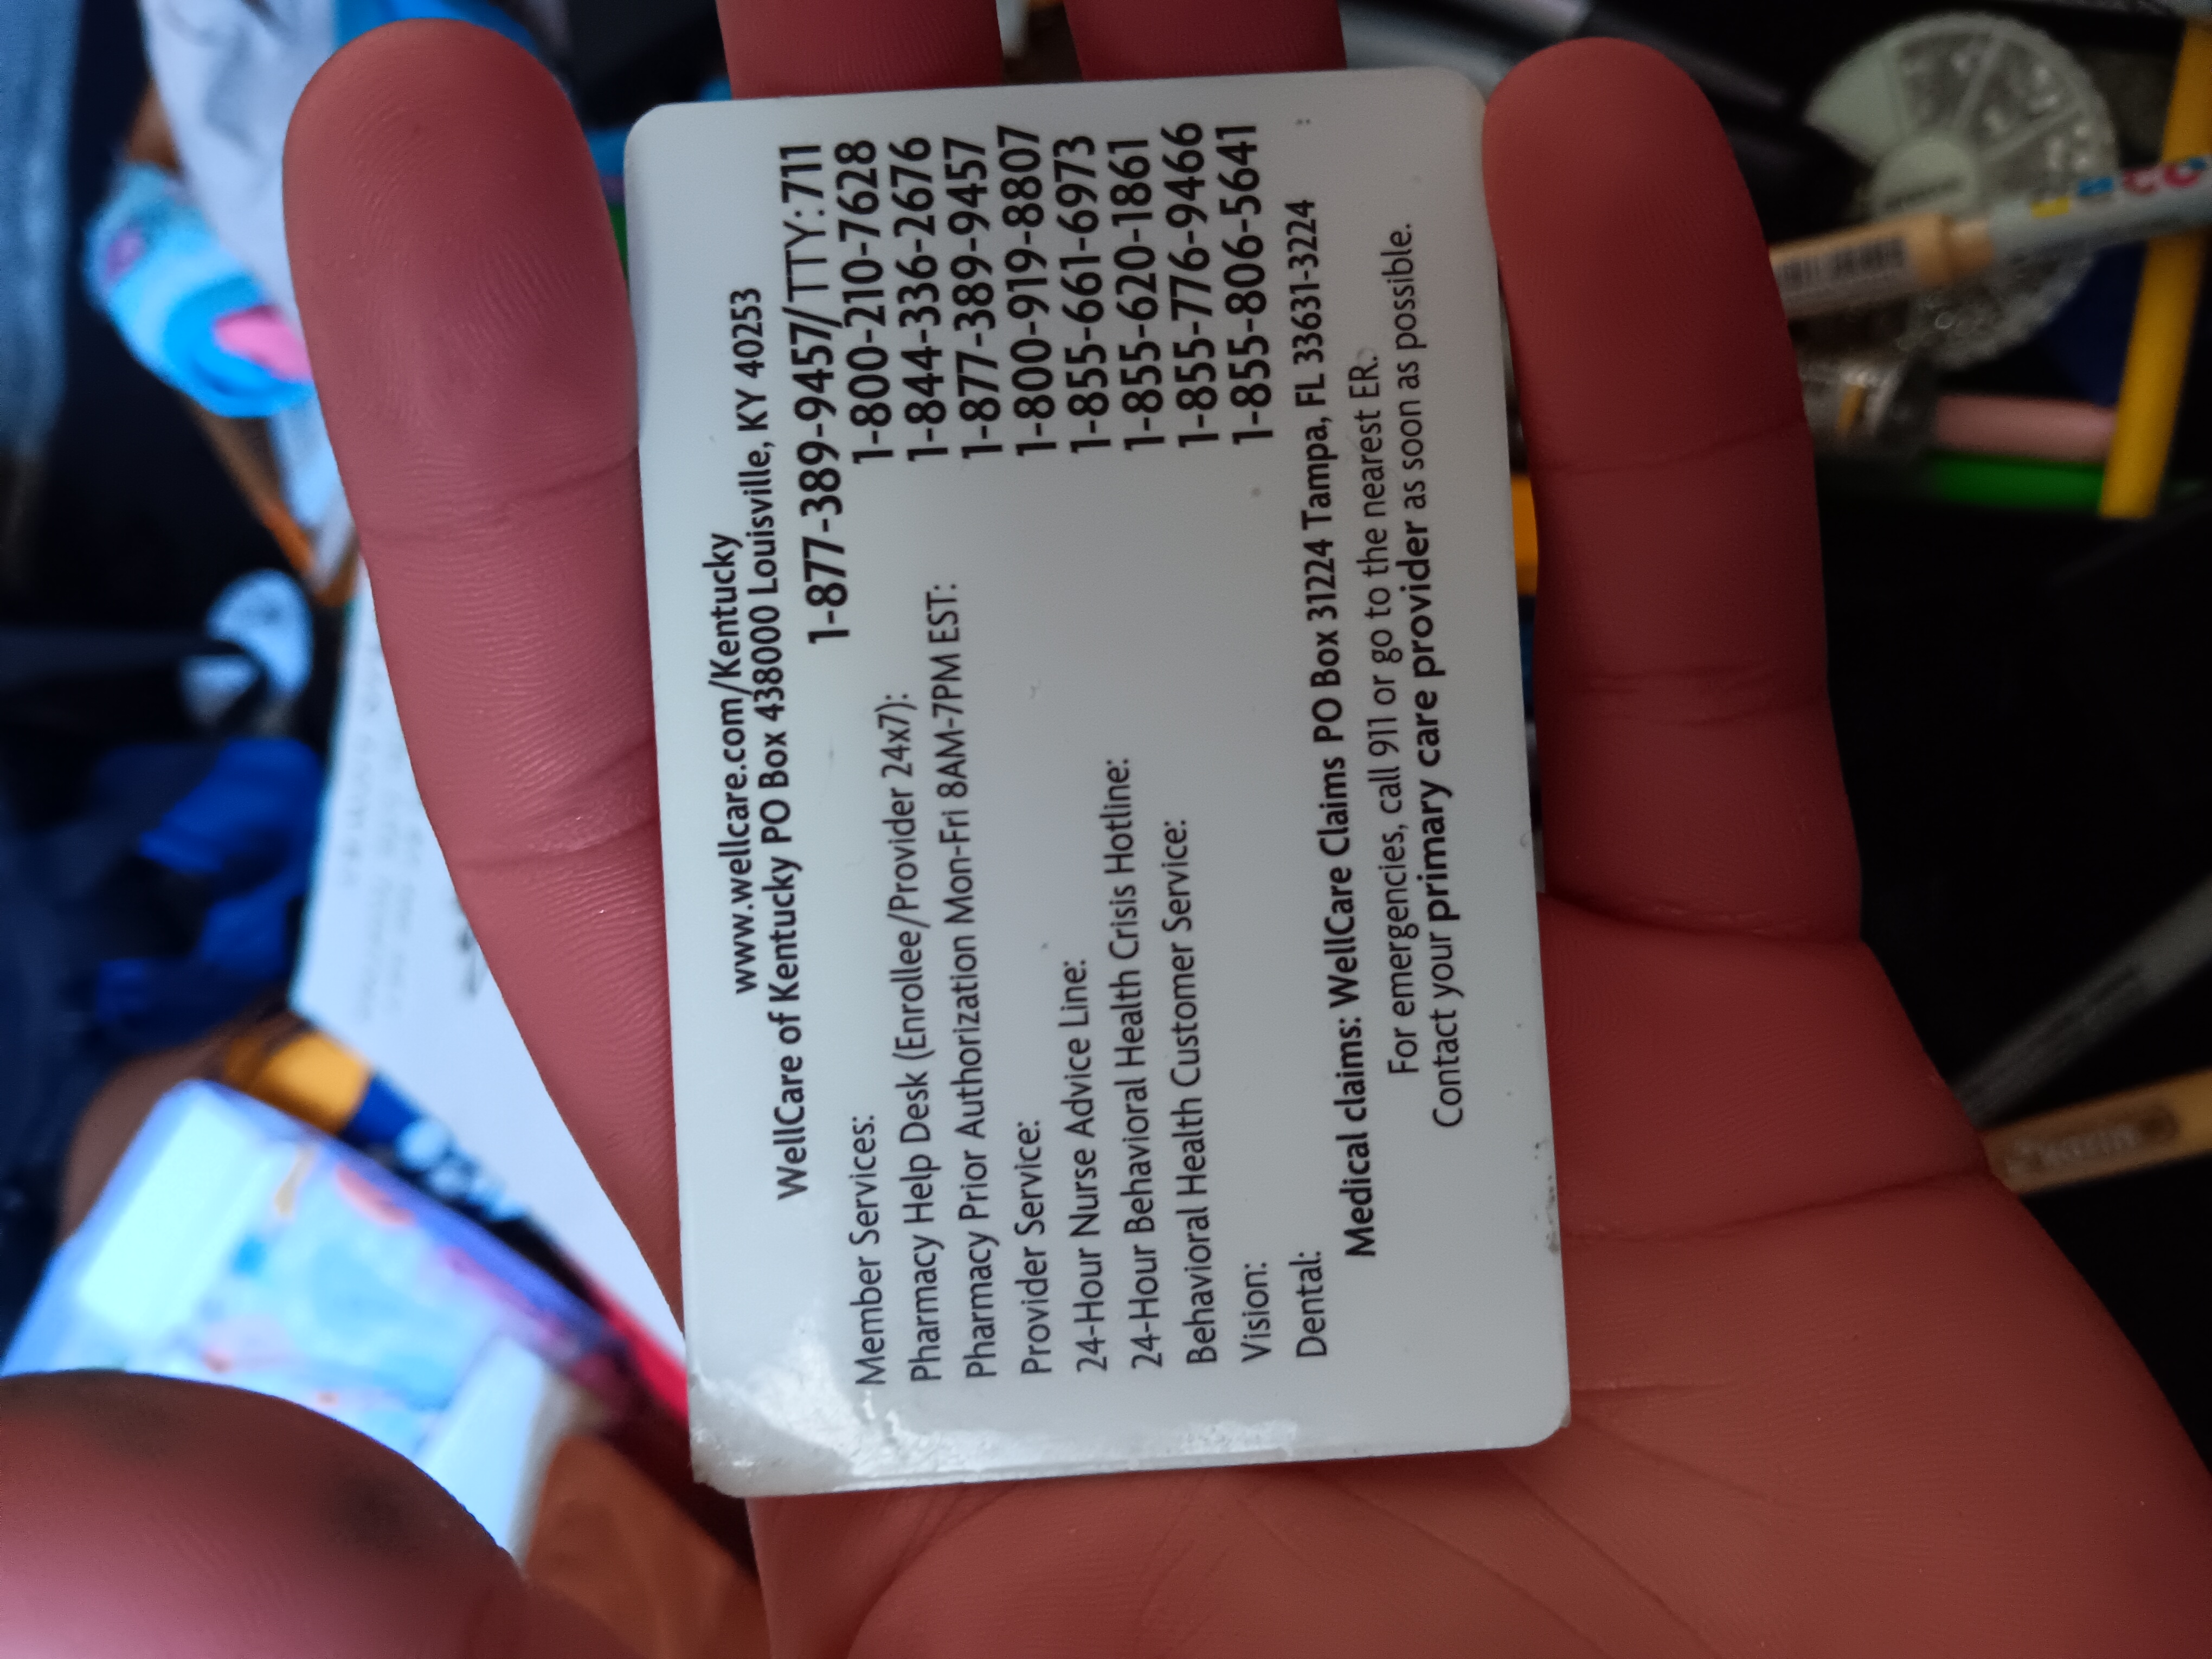 www.wellcare.com/Kentucky
WellCare of Kentucky PO Box 438000 Louisville, KY 40253
Member Services: 1-877-389-9457/TTY:711
Pharmacy Help Desk (Enrollee/Provider 24x7): 1-800-210-7628
Pharmacy Prior Authorization Mon-Fri 8AM-7PM EST: 1-844-336-2676
Provider Service: 1-877-389-9457
24-Hour Nurse Advice Line: 1-800-919-8807
24-Hour Behavioral Health Crisis Hotline: 1-855-661-6973
Behavioral Health Customer Service: 1-855-620-1861
Vision: 1-855-776-9466
Dental: 1-855-806-5641
Medical claims: WellCare Claims PO Box 31224 Tampa, FL 33631-3224
For emergencies, call 911 or go to the nearest ER.
Contact your primary care provider as soon as possible.